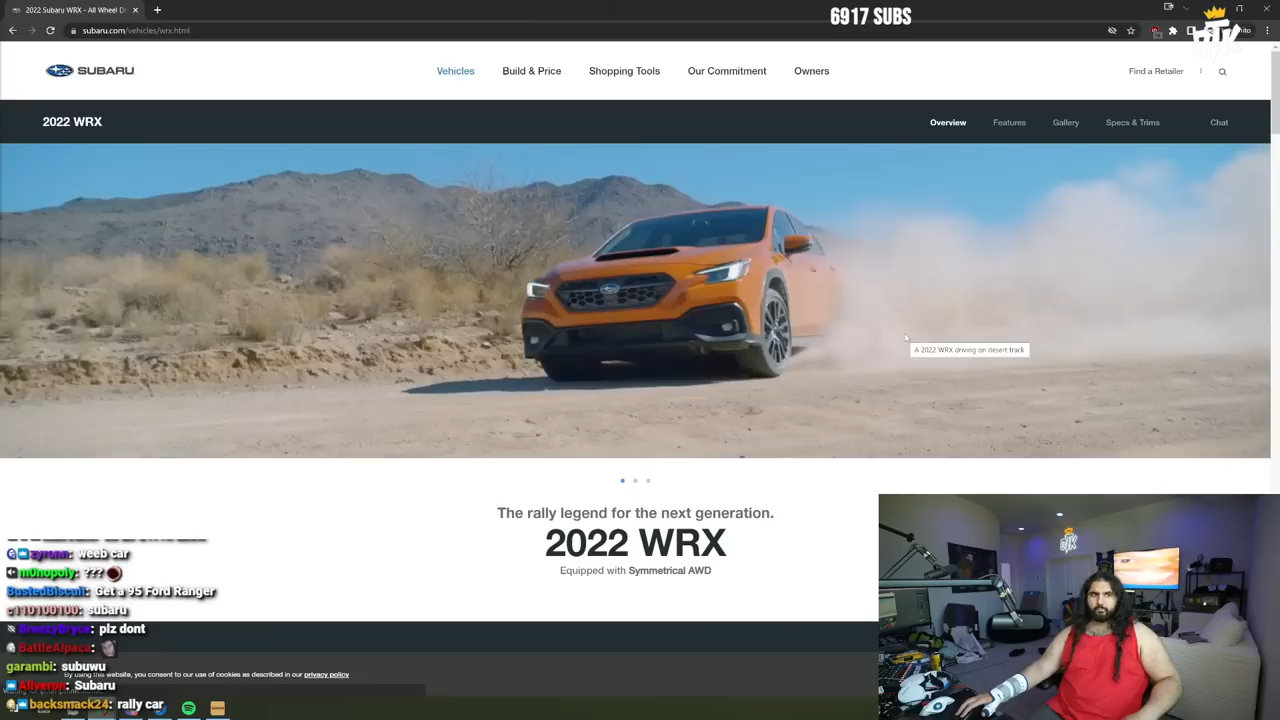 2022 Subaru WRX - All Wheel Dr
6917 SUBS
subaru.com/vehicles/wrx.html
SUBARU
Vehicles
Build & Price
Shopping Tools
Our Commitment
Owners
Find a Retailer
2022 WRX
Overview
Features
Gallery
Specs & Trims
Chat
A 2022 WRX driving on desert track
The rally legend for the next generation.
2022 WRX
Equipped with Symmetrical AWD
zyronn: weeb car
m0nopoly: ???
BustedBiscuit: Get a 95 Ford Ranger
c110100100: subaru
BreezyBryce: plz dont
BattleAlpaca:
garambi: subuwu
By using this website, you consent to our use of cookies as described in our privacy policy
Aliveron: Subaru
backsmack24: rally car